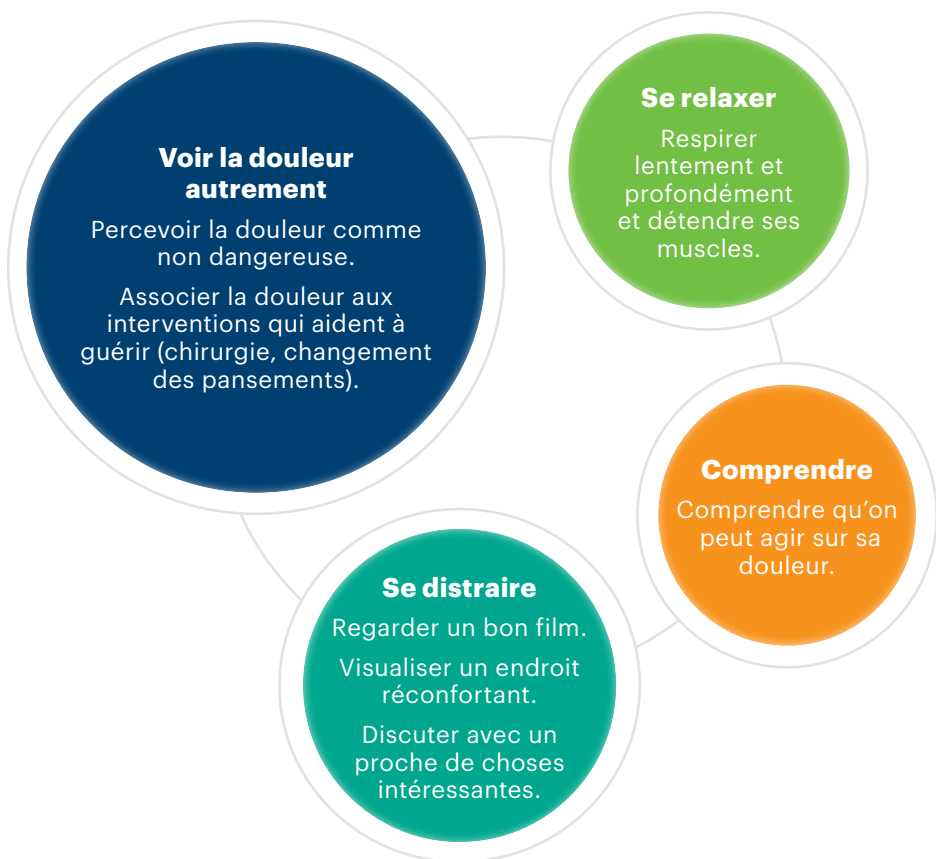 Voir la douleur
autrement
Percevoir la douleur comme
non dangereuse.
Associer la douleur aux
interventions qui aident à
guérir (chirurgie, changement
des pansements).
Se relaxer
Respirer
lentement et
profondément
et détendre ses
muscles.
Comprendre
Comprendre qu’on
peut agir sur sa
douleur.
Se distraire
Regarder un bon film.
Visualiser un endroit
réconfortant.
Discuter avec un
proche de choses
intéressantes.